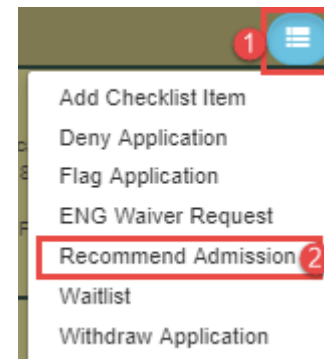 1
Add Checklist Item
Deny Application
Flag Application
ENG Waiver Request
Recommend Admission 2
Waitlist
Withdraw Application